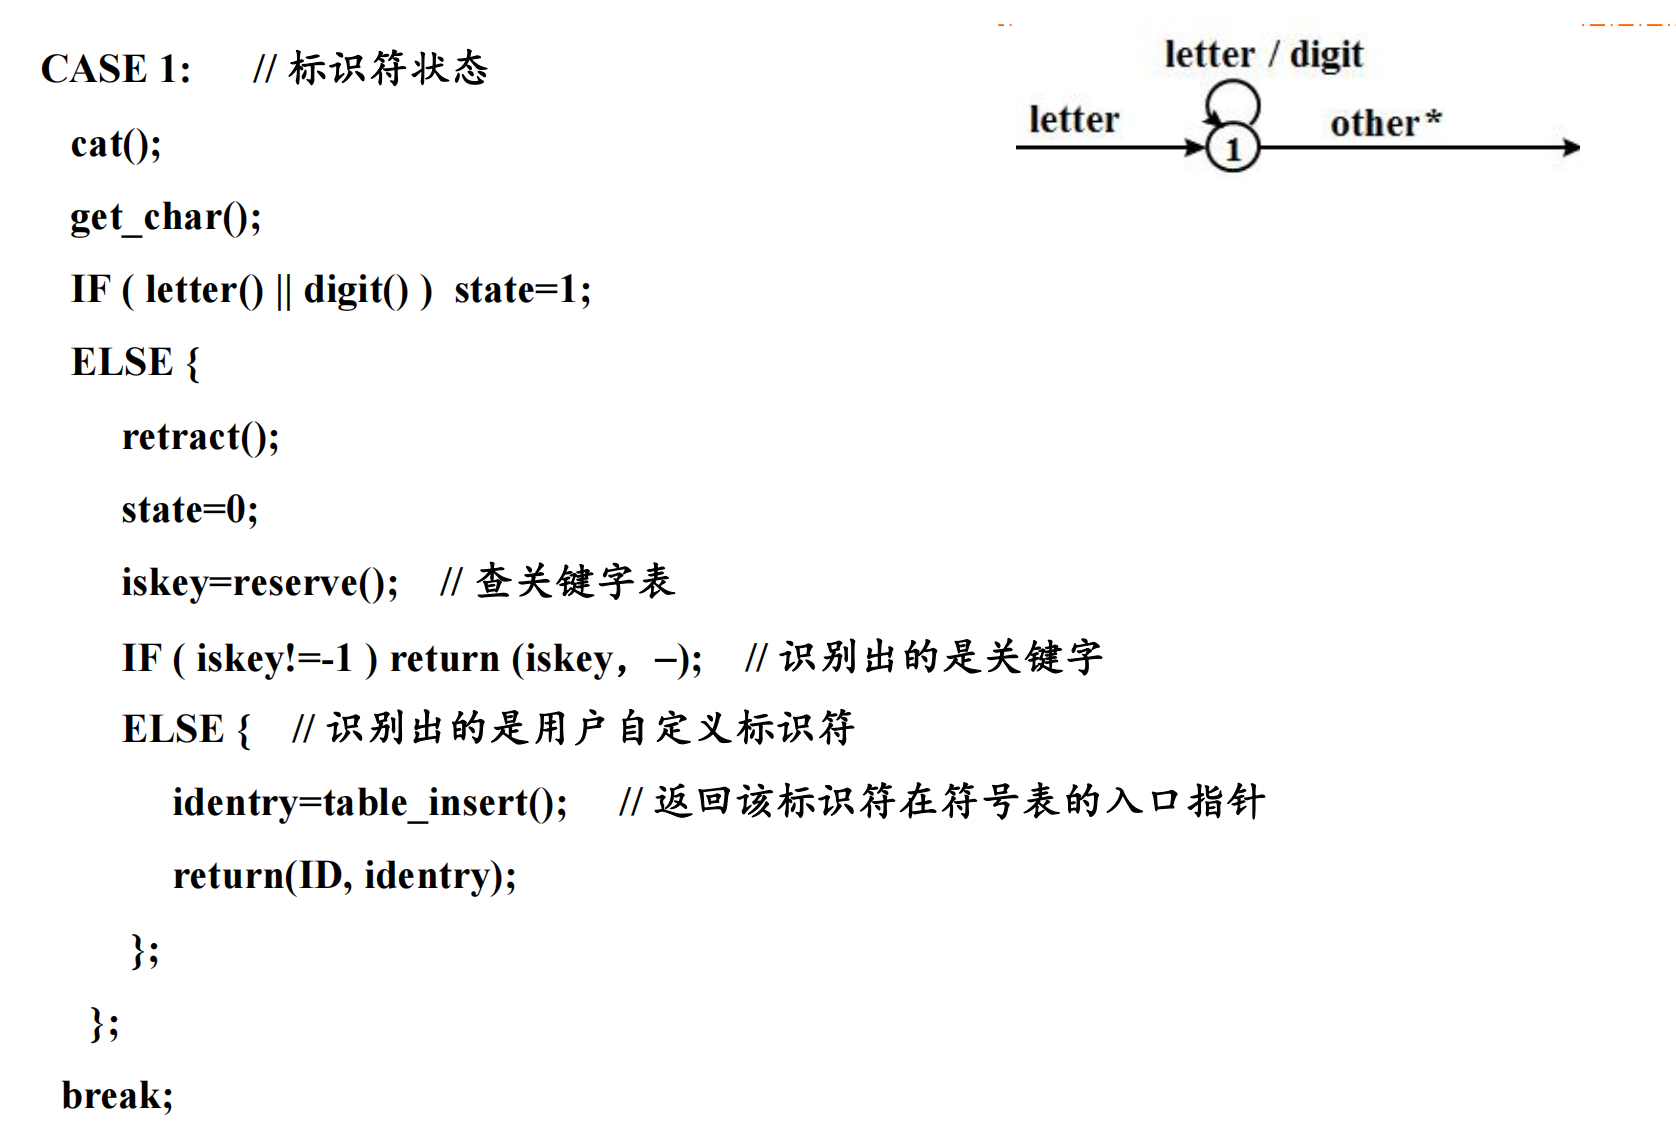 CASE 1: // 标识符状态
cat();
get_char();
IF ( letter() || digit() ) state=1;
ELSE {
retract();
state=0;
iskey=reserve(); // 查关键字表
IF ( iskey!=-1 ) return (iskey，–); // 识别出的是关键字
ELSE { // 识别出的是用户自定义标识符
identry=table_insert(); // 返回该标识符在符号表的入口指针
return(ID, identry);
};
};
break;
letter / digit
letter
other*
1